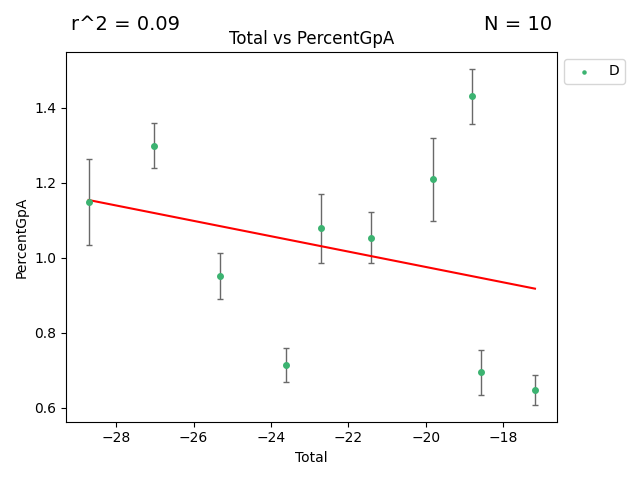 r^2 = 0.09
N = 10
Total vs PercentGpA
D
1.4
1.2
1.0
0.8
0.6
PercentGpA
−28
−26
−24
−22
−20
−18
Total